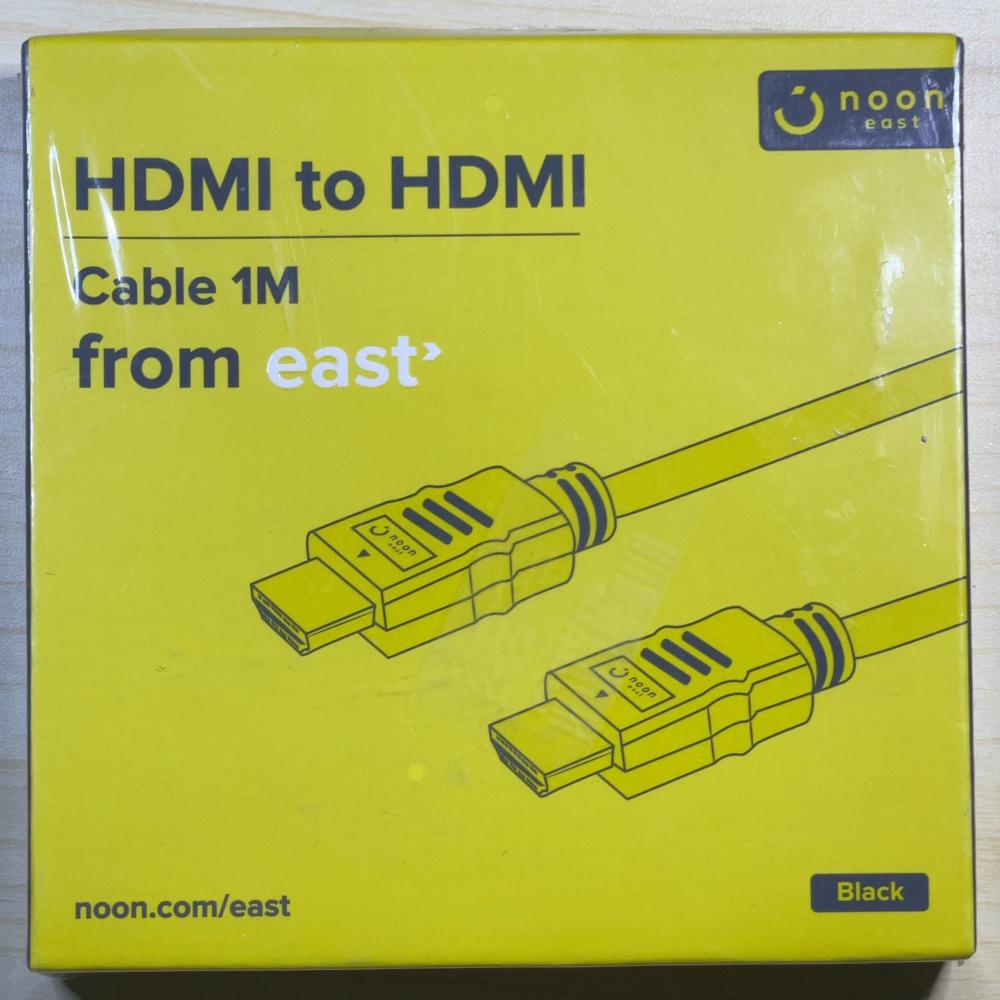 noon
east
HDMI to HDMI
Cable 1M
from east
noon
east
noon
east
noon.com/east
Black